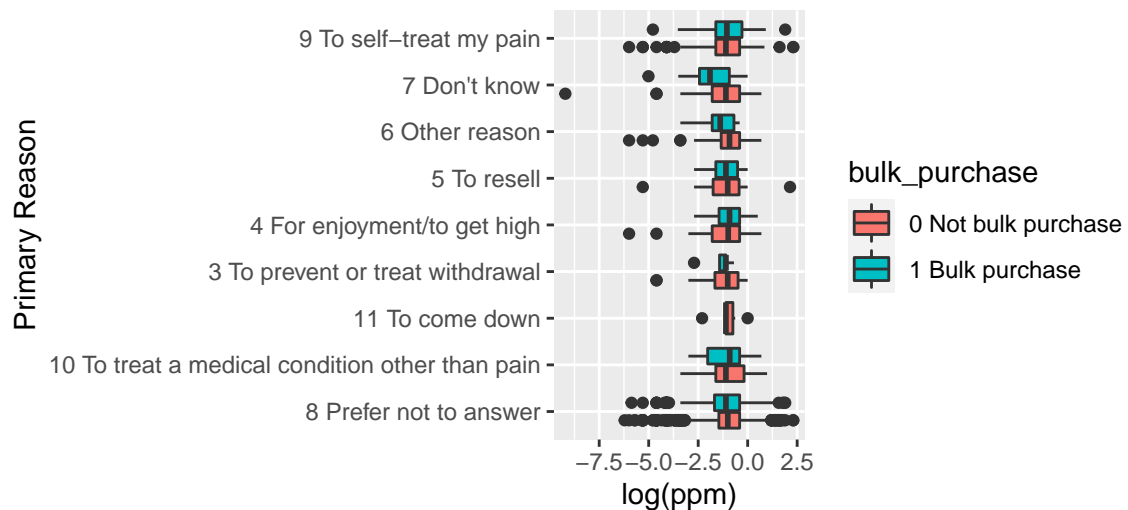 9 To self−treat my pain
7 Don't know
6 Other reason
5 To resell
4 For enjoyment/to get high
3 To prevent or treat withdrawal
11 To come down
10 To treat a medical condition other than pain
8 Prefer not to answer
Primary Reason
−7.5 −5.0 −2.5 0.0 2.5
log(ppm)
bulk_purchase
0 Not bulk purchase
1 Bulk purchase